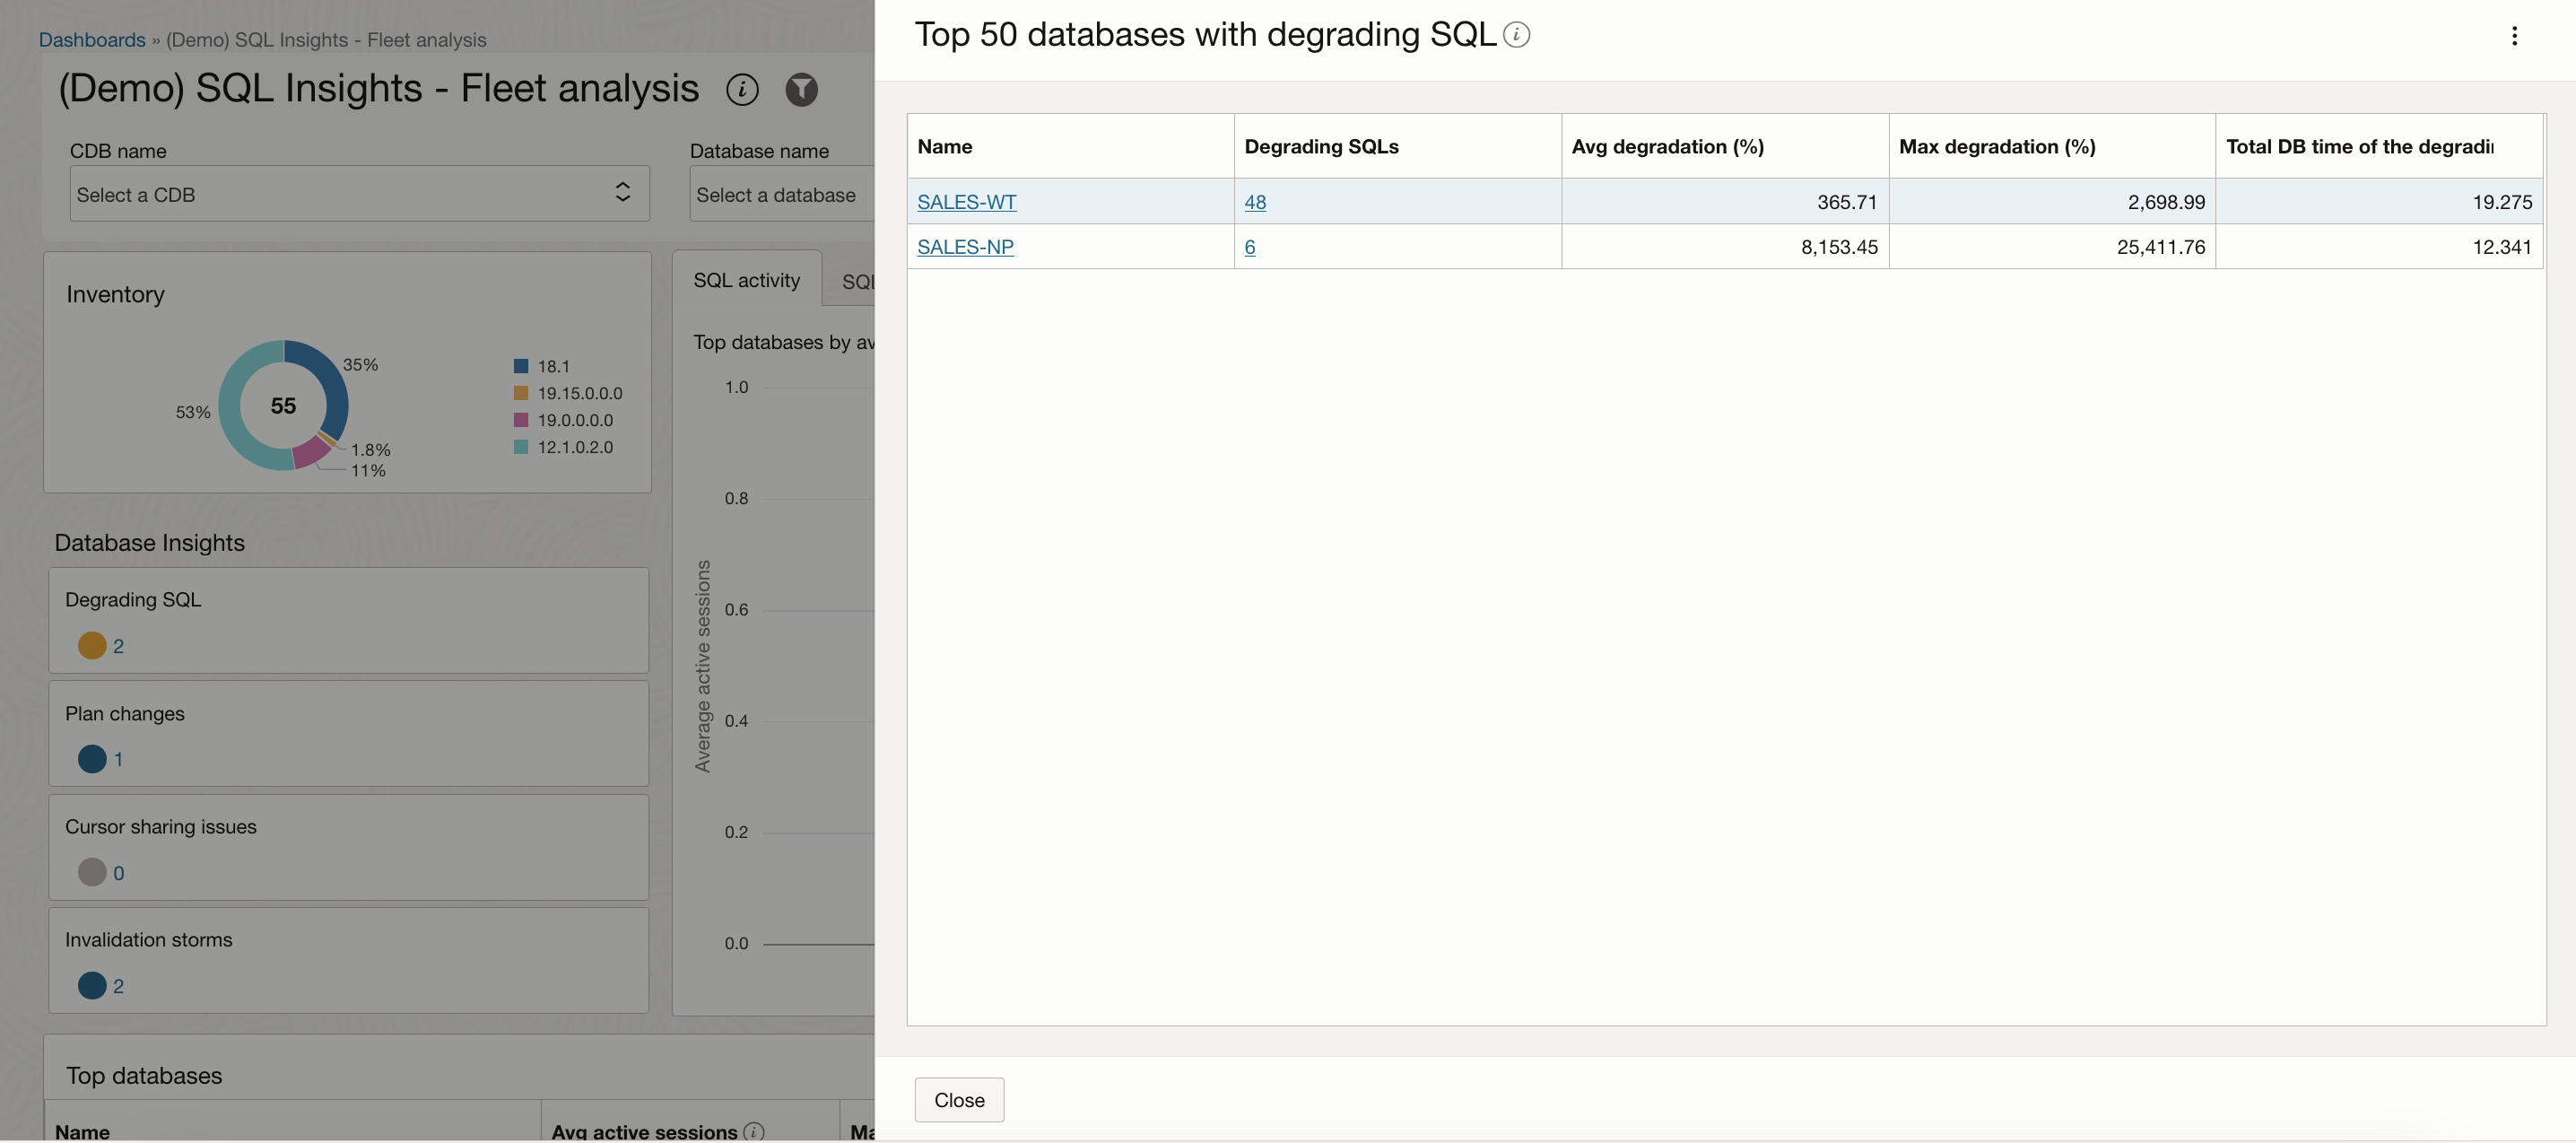 Dashboards » (Demo) SQL Insights - Fleet analysis
(Demo) SQL Insights - Fleet analysis
CDB name
Database name
Select a CDB
Select a database
Inventory
55
35%
53%
1.8%
11%
18.1
19.15.0.0.0
19.0.0.0.0
12.1.0.2.0
Database Insights
Degrading SQL
2
Plan changes
1
Cursor sharing issues
0
Invalidation storms
2
SQL activity
SQL
Top databases by av
Average active sessions
1.0
0.8
0.6
0.4
0.2
0.0
Top databases
Name
Avg active sessions
Ma
Top 50 databases with degrading SQL
Name Degrading SQLs Avg degradation (%) Max degradation (%) Total DB time of the degradi
SALES-WT 48 365.71 2,698.99 19.275
SALES-NP 6 8,153.45 25,411.76 12.341
Close